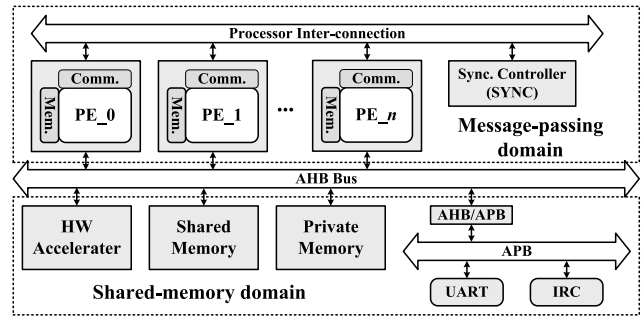 Processor Inter-connection
Comm.
Mem.
PE_0
Comm.
Mem.
PE_1
...
Comm.
Mem.
PE_n
Sync. Controller
(SYNC)
Message-passing
domain
AHB Bus
HW
Accelerater
Shared
Memory
Private
Memory
AHB/APB
APB
UART
IRC
Shared-memory domain